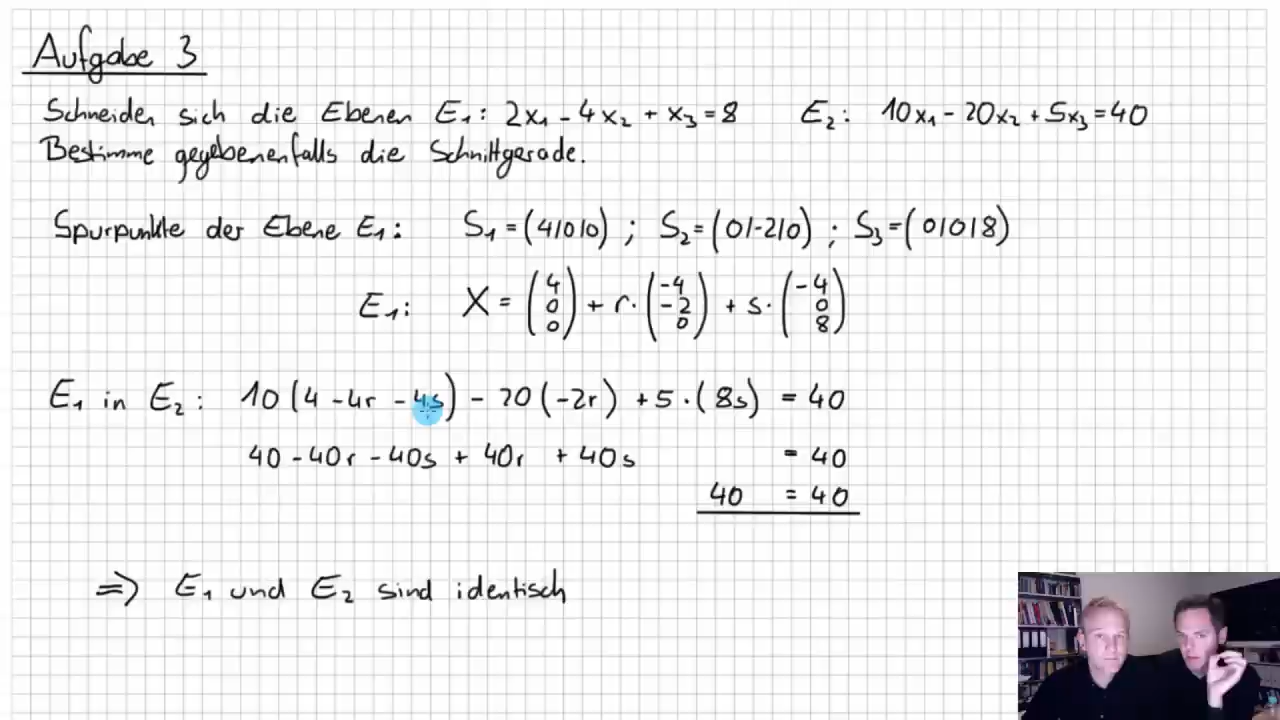 Aufgabe 3
Schneiden sich die Ebenen E₁: 2x₁ - 4x₂ + x₃ = 8 E₂: 10x₁ - 20x₂ + 5x₃ = 40
Bestimme gegebenenfalls die Schnittgerade.
Spurpunkte der Ebene E₁: S₁ = (4|0|0) ; S₂ = (0|-2|0) ; S₃ = (0|0|8)
E₁: X = (4 0 0) + r · (-4 -2 0) + s · (-4 0 8)
E₁ in E₂: 10 (4 - 4r - 4s) - 20 (-2r) + 5 · (8s) = 40
40 - 40r - 40s + 40r + 40s = 40
40 = 40
⇒ E₁ und E₂ sind identisch